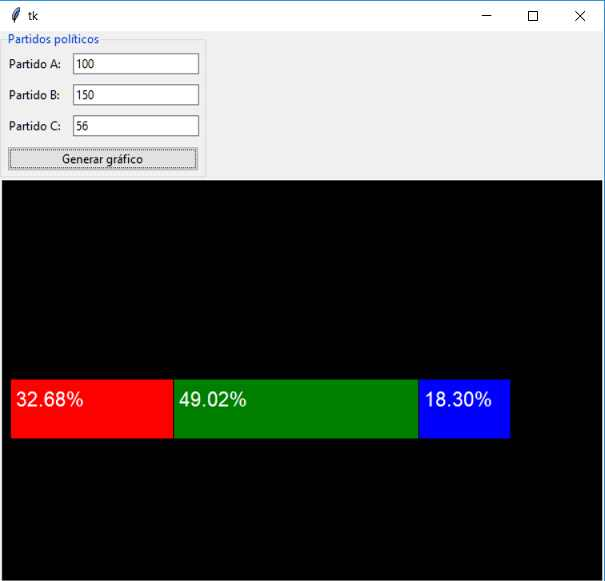 tk
Partidos políticos
Partido A: 100
Partido B: 150
Partido C: 56
Generar gráfico
32.68% 49.02% 18.30%